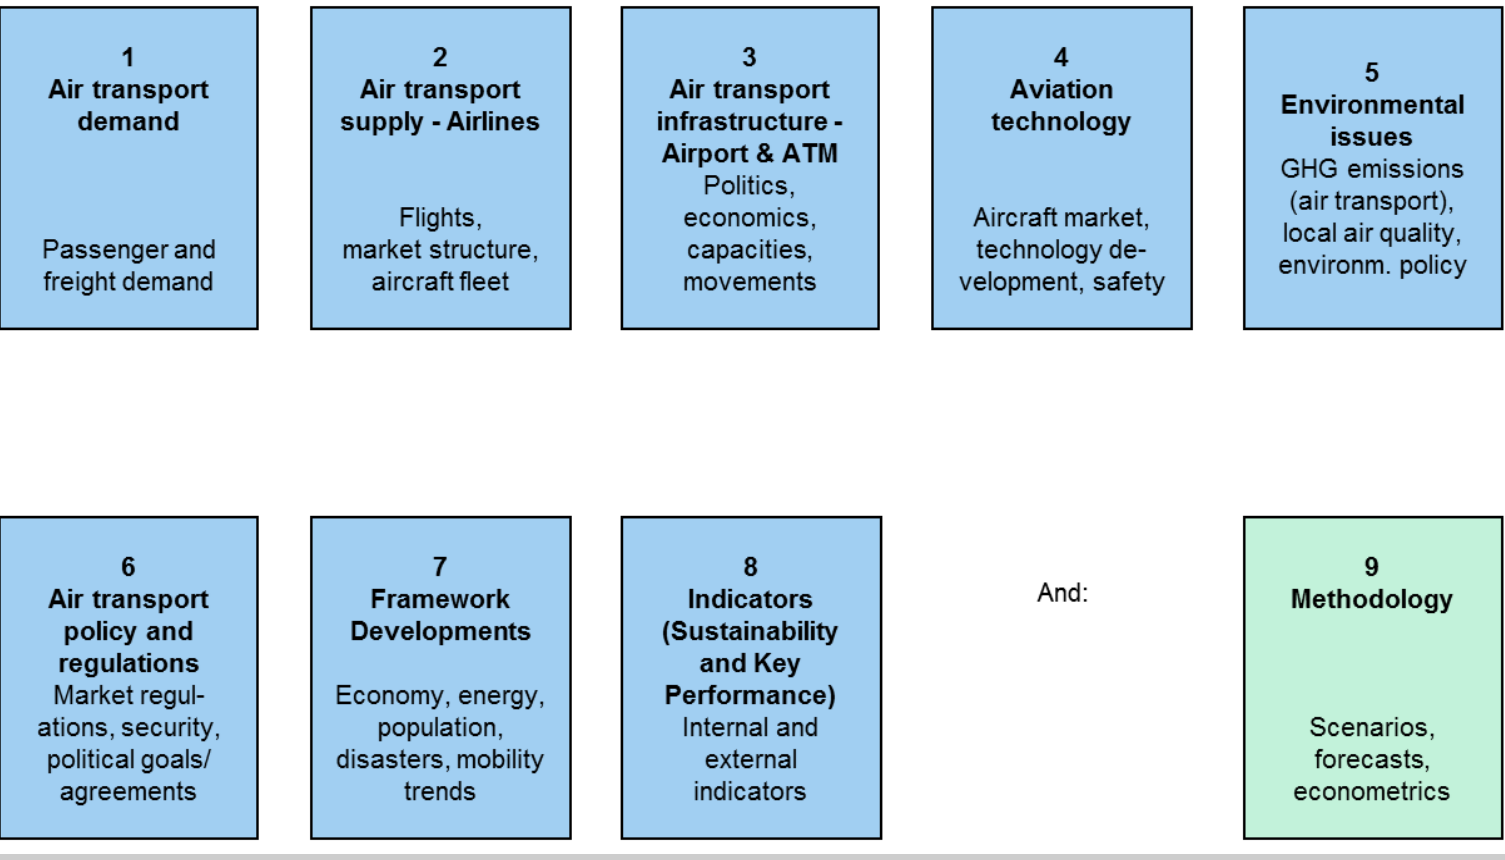 1
Air transport
demand
Passenger and
freight demand
2
Air transport
supply - Airlines
Flights,
market structure,
aircraft fleet
3
Air transport
infrastructure -
Airport & ATM
Politics,
economics,
capacities,
movements
4
Aviation
technology
Aircraft market,
technology de-
velopment, safety
5
Environmental
issues
GHG emissions
(air transport),
local air quality,
environm. policy
6
Air transport
policy and
regulations
Market regul-
ations, security,
political goals/
agreements
7
Framework
Developments
Economy, energy,
population,
disasters, mobility
trends
8
Indicators
(Sustainability
and Key
Performance)
Internal and
external
indicators
And:
9
Methodology
Scenarios,
forecasts,
econometrics